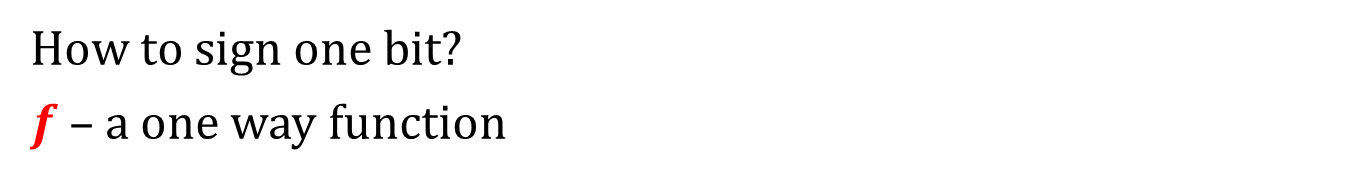 How to sign one bit?
f – a one way function